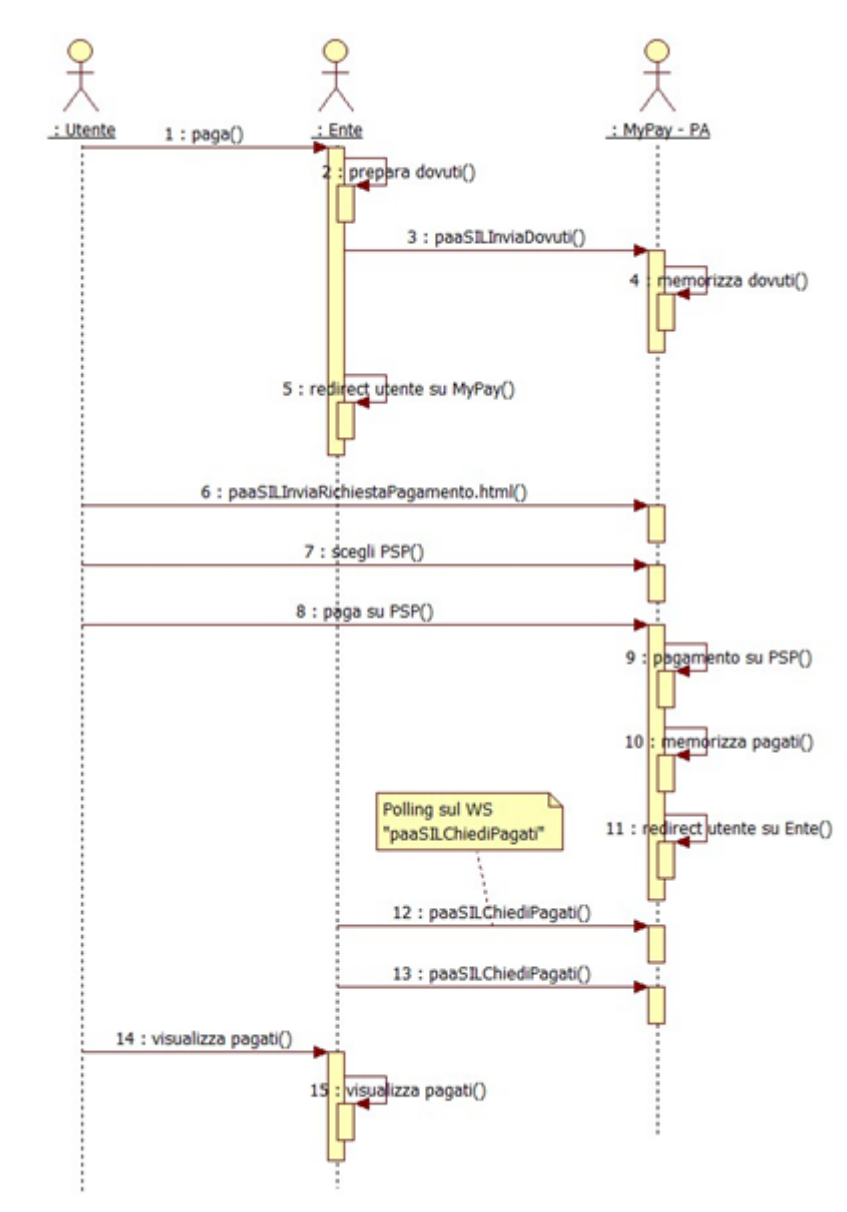 : Utente
: Ente
: MyPay - PA
1 : paga()
2 : prepara dovuti()
3 : paaSILInviaDovuti()
4 : memorizza dovuti()
5 : redirect utente su MyPay()
6 : paaSILInviaRichiestaPagamento.html()
7 : scegli PSP()
8 : paga su PSP()
9 : pagamento su PSP()
10 : memorizza pagati()
Polling sul WS
"paaSILChiediPagati"
11 : redirect utente su Ente()
12 : paaSILChiediPagati()
13 : paaSILChiediPagati()
14 : visualizza pagati()
15 : visualizza pagati()